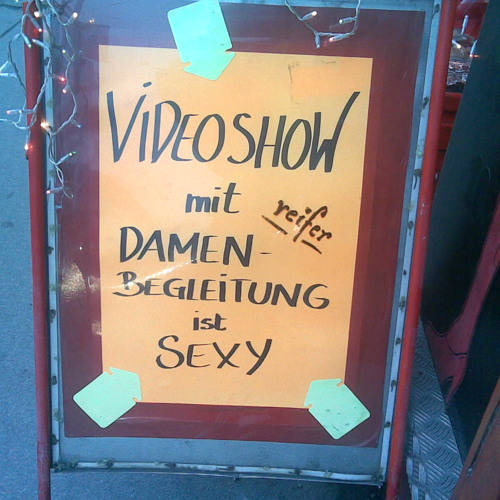 ViDEOSHOW
mit reifer
DAMEN-
BEGLEiTUNG
ist
SEXY